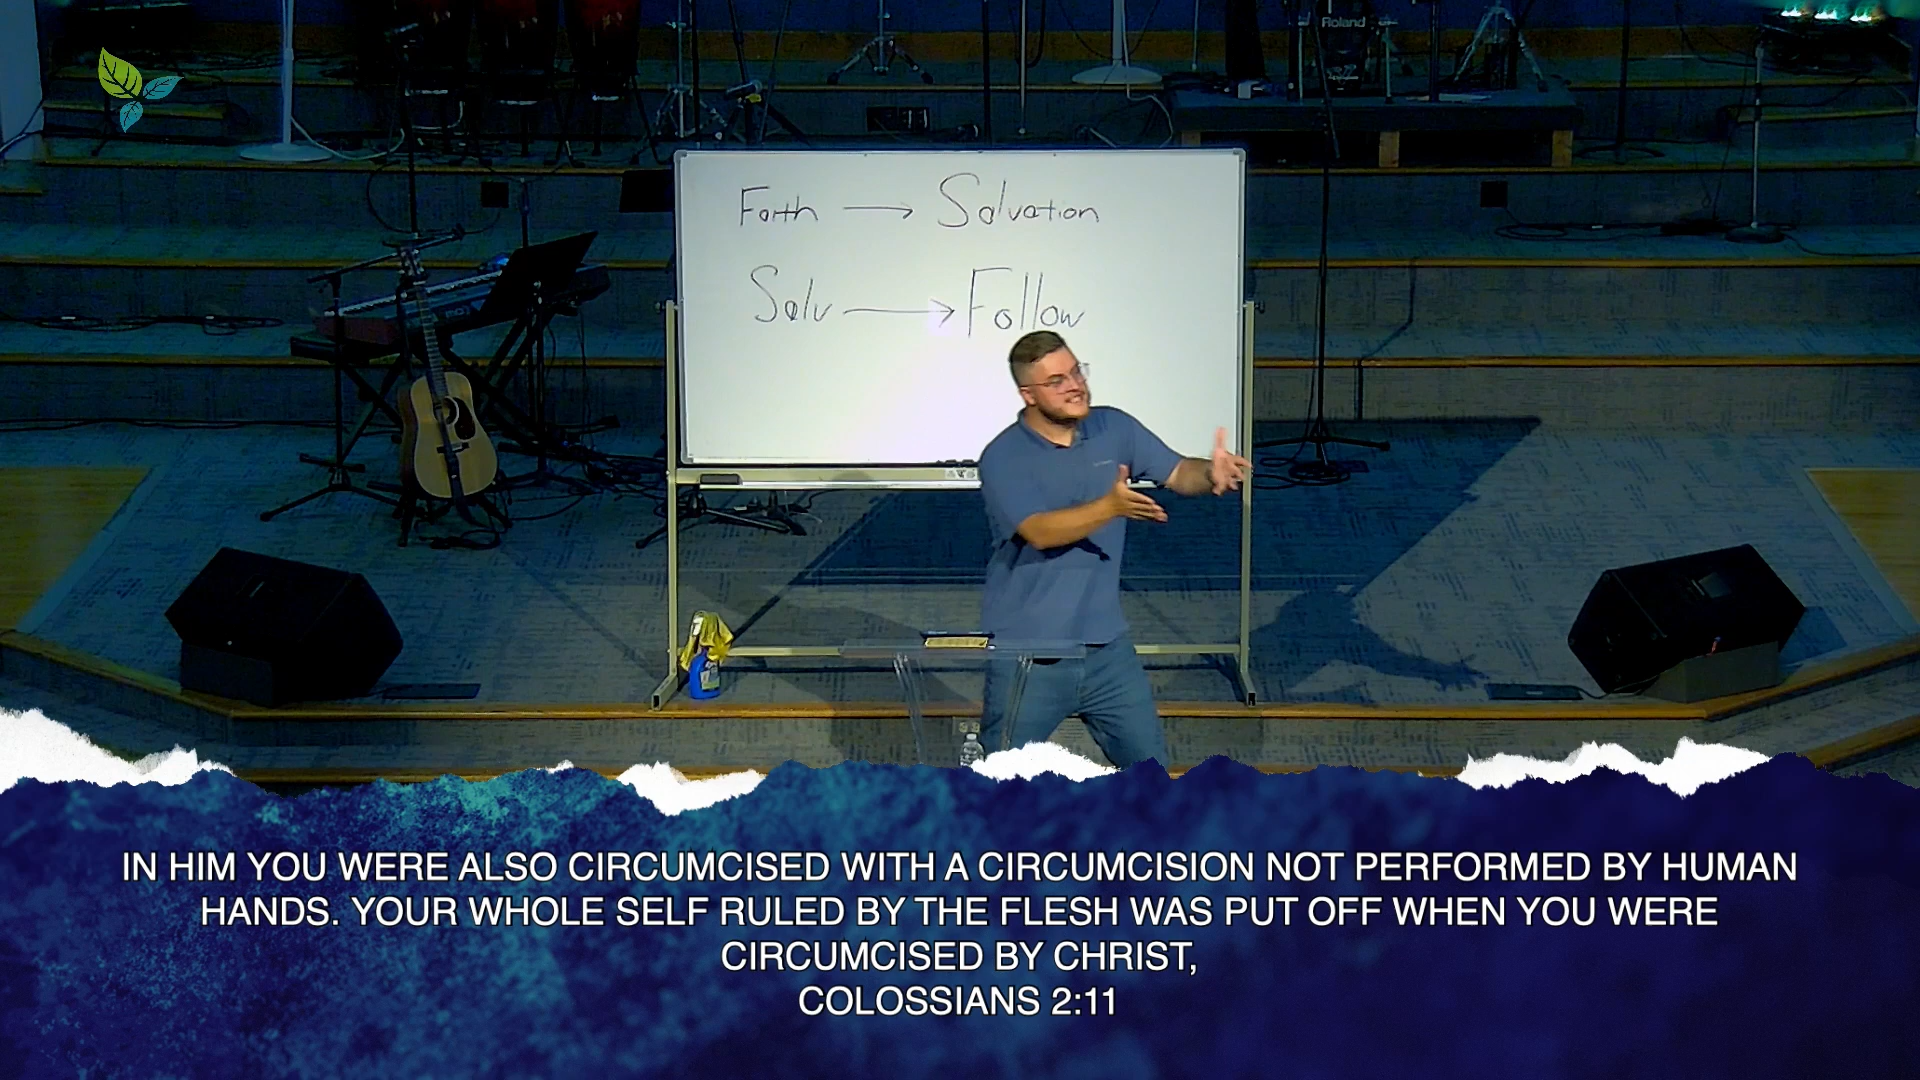 Roland
Faith → Salvation
Salv → Follow
IN HIM YOU WERE ALSO CIRCUMCISED WITH A CIRCUMCISION NOT PERFORMED BY HUMAN
HANDS. YOUR WHOLE SELF RULED BY THE FLESH WAS PUT OFF WHEN YOU WERE
CIRCUMCISED BY CHRIST,
COLOSSIANS 2:11